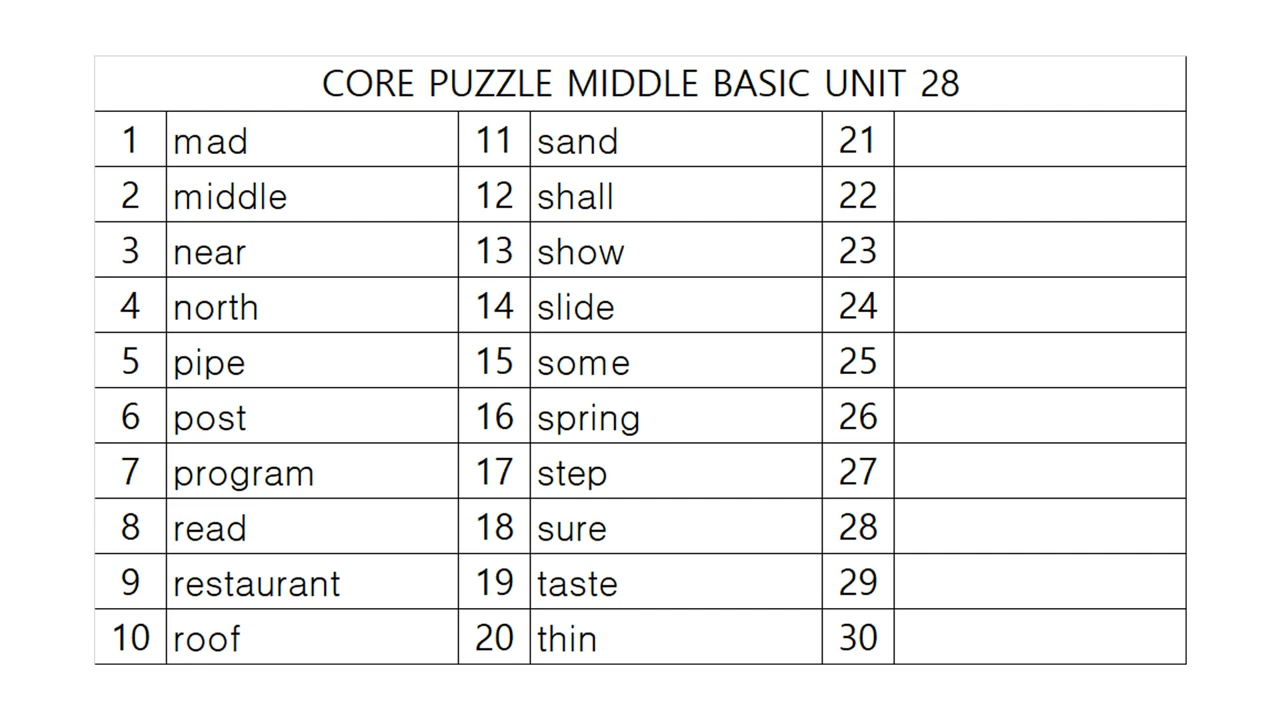 CORE PUZZLE MIDDLE BASIC UNIT 28
1 mad 11 sand 21
2 middle 12 shall 22
3 near 13 show 23
4 north 14 slide 24
5 pipe 15 some 25
6 post 16 spring 26
7 program 17 step 27
8 read 18 sure 28
9 restaurant 19 taste 29
10 roof 20 thin 30